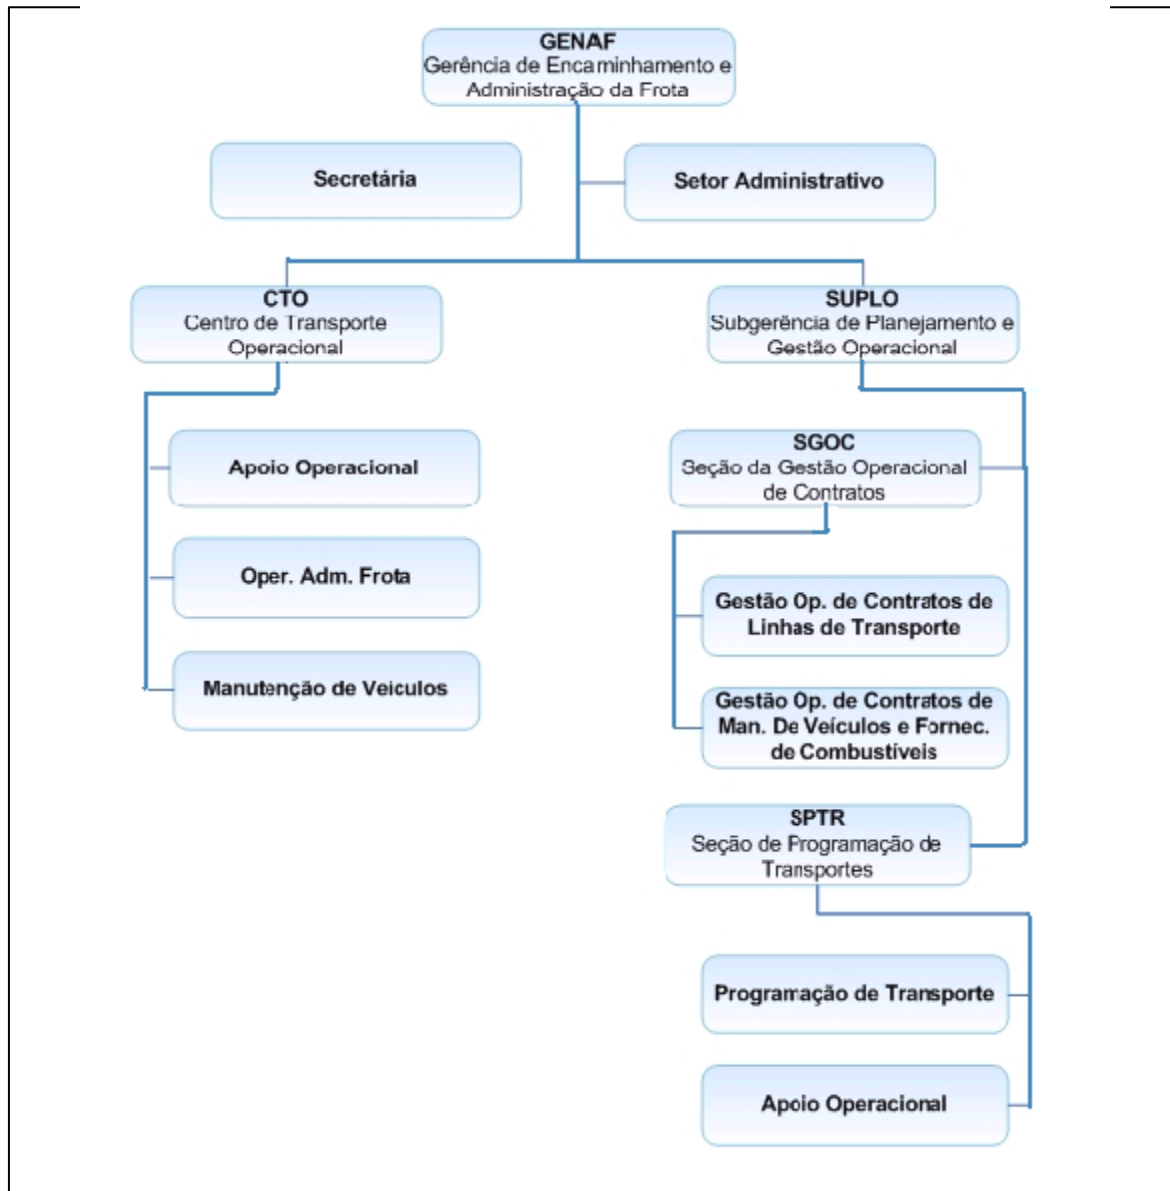 GENAF
Gerência de Encaminhamento e
Administração da Frota
Secretária
Setor Administrativo
CTO
Centro de Transporte
Operacional
SUPLO
Subgerência de Planejamento e
Gestão Operacional
Apoio Operacional
Oper. Adm. Frota
Manutenção de Veículos
SGOC
Seção da Gestão Operacional
de Contratos
Gestão Op. de Contratos de
Linhas de Transporte
Gestão Op. de Contratos de
Man. De Veículos e Fornec.
de Combustíveis
SPTR
Seção de Programação de
Transportes
Programação de Transporte
Apoio Operacional